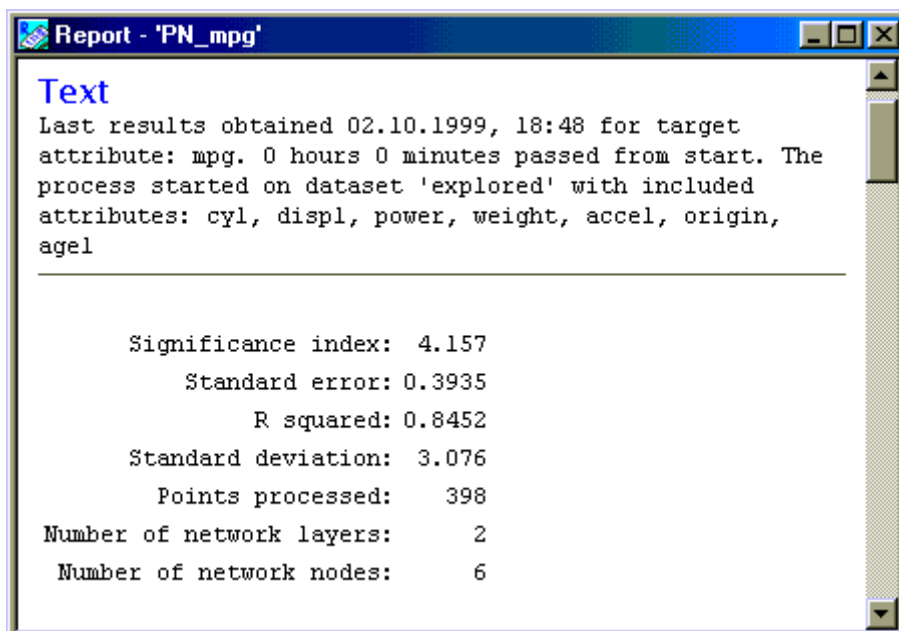 Report - 'PN_mpg'
Text
Last results obtained 02.10.1999, 18:48 for target
attribute: mpg. 0 hours 0 minutes passed from start. The
process started on dataset 'explored' with included
attributes: cyl, displ, power, weight, accel, origin,
age1
Significance index: 4.157
Standard error: 0.3935
R squared: 0.8452
Standard deviation: 3.076
Points processed: 398
Number of network layers: 2
Number of network nodes: 6